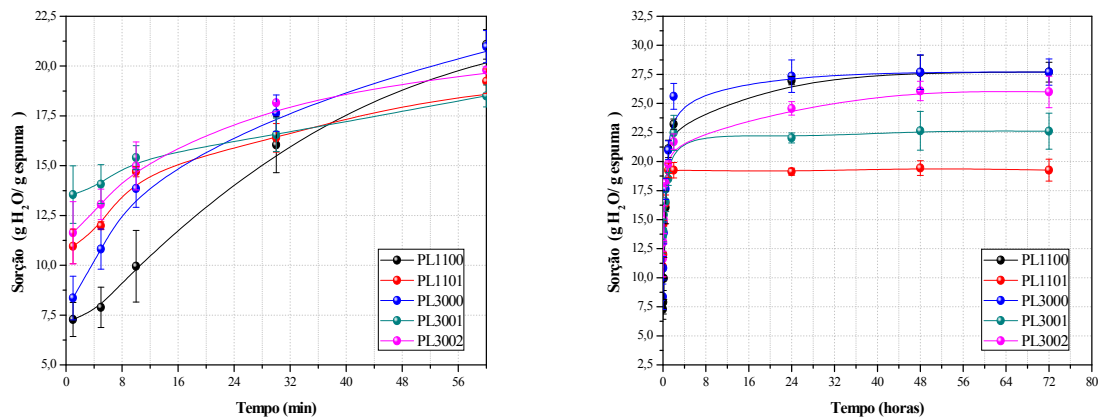 22,5
20,0
17,5
15,0
12,5
10,0
7,5
5,0
Sorção (g H₂O/ g espuma)
0 8 16 24 32 40 48 56
Tempo (min)
PL1100
PL1101
PL3000
PL3001
PL3002
32,5
30,0
27,5
25,0
22,5
20,0
17,5
15,0
12,5
10,0
7,5
5,0
2,5
Sorção (g H₂O/ g espuma)
0 8 16 24 32 40 48 56 64 72 80
Tempo (horas)
PL1100
PL1101
PL3000
PL3001
PL3002